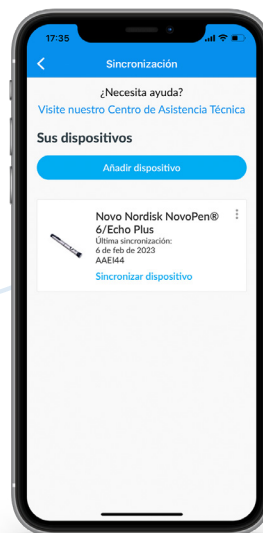 17:35
Sincronización
¿Necesita ayuda?
Visite nuestro Centro de Asistencia Técnica
Sus dispositivos
Añadir dispositivo
Novo Nordisk NovoPen®
6/Echo Plus
Última sincronización:
6 de feb de 2023
AAEI44
Sincronizar dispositivo